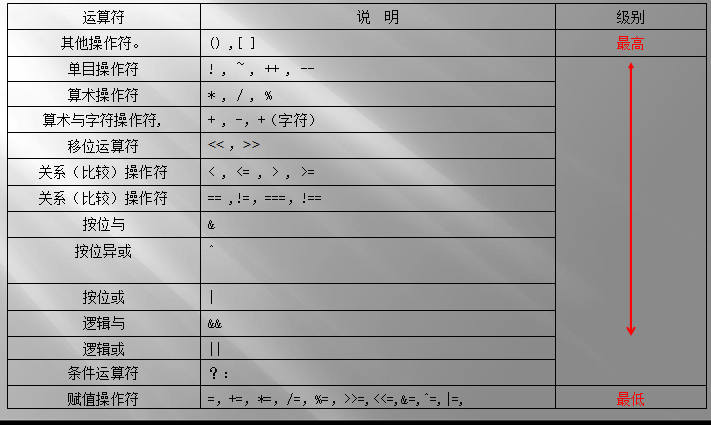 运算符 说 明 级别
其他操作符。 () ,[ ] 最高
单目操作符 ! , ~ , ++ , --
算术操作符 * , / , %
算术与字符操作符, + , -, +（字符）
移位运算符 << , >>
关系（比较）操作符 < , <= , > , >=
关系（比较）操作符 == ,!=, ===, !==
按位与 &
按位异或 ^
按位或 |
逻辑与 &&
逻辑或 ||
条件运算符 ? :
赋值操作符 =, +=, *=, /=, %=, >>=,<<=,&=,^=,|=, 最低